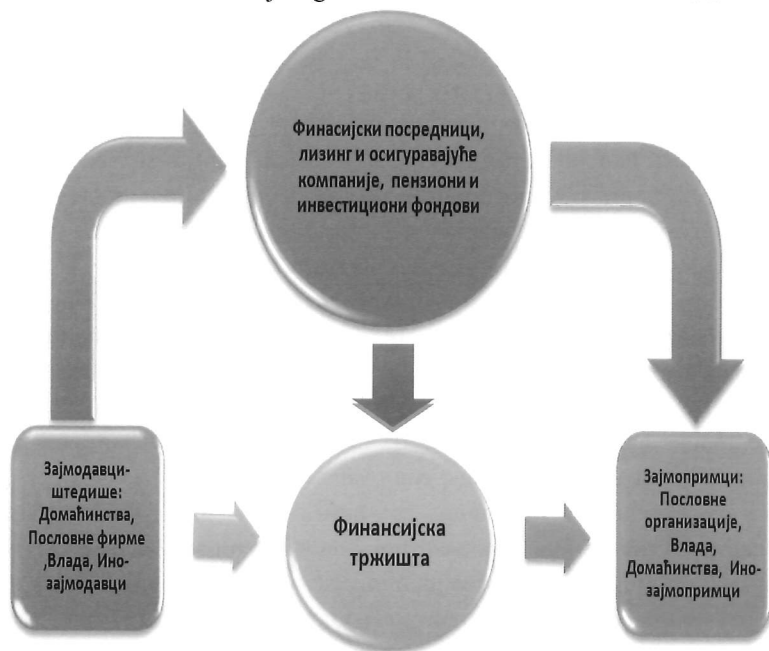 Финасијски посредници,
лизинг и осигуравајуће
компаније, пензиони и
инвестициони фондови
Зајмодавци-
штедише:
Домаћинства,
Пословне фирме
,Влада, Ино-
зајмодавци
Финансијска
тржишта
Зајмопримци:
Пословне
организације,
Влада,
Домаћинства, Ино-
зајмопримци